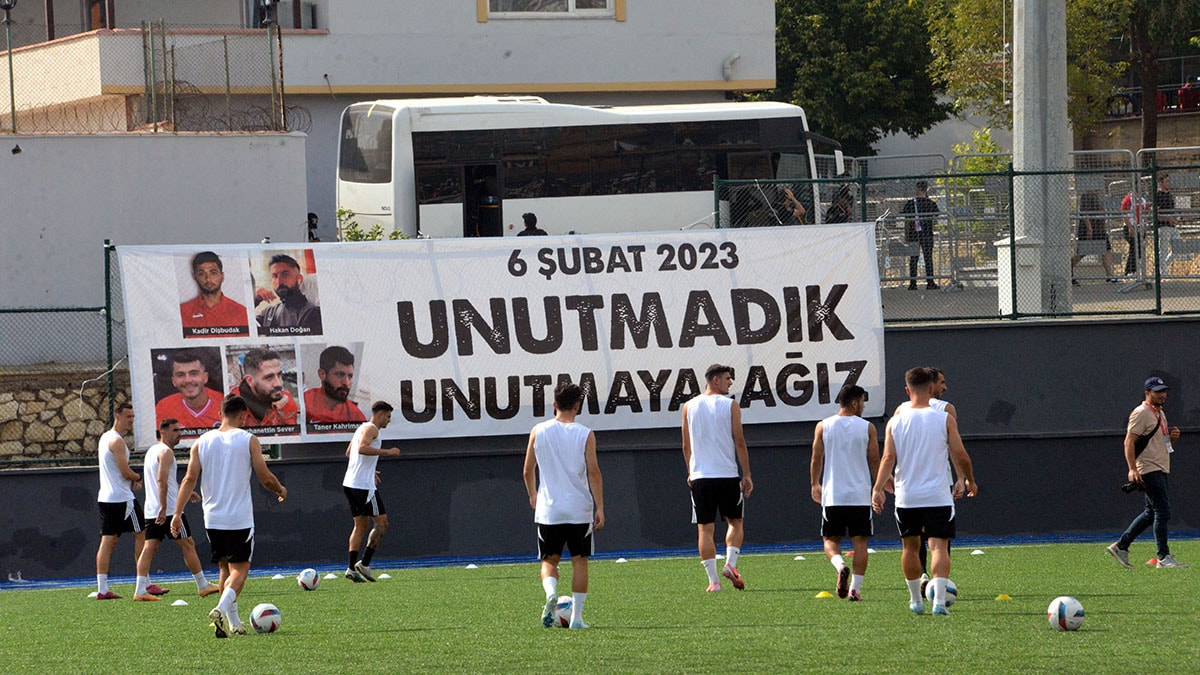 6 ŞUBAT 2023
UNUTMADIK
UNUTMAYACAĞIZ
Kadir Dişbudak
Hakan Doğan
Taner Kahriman
Sever